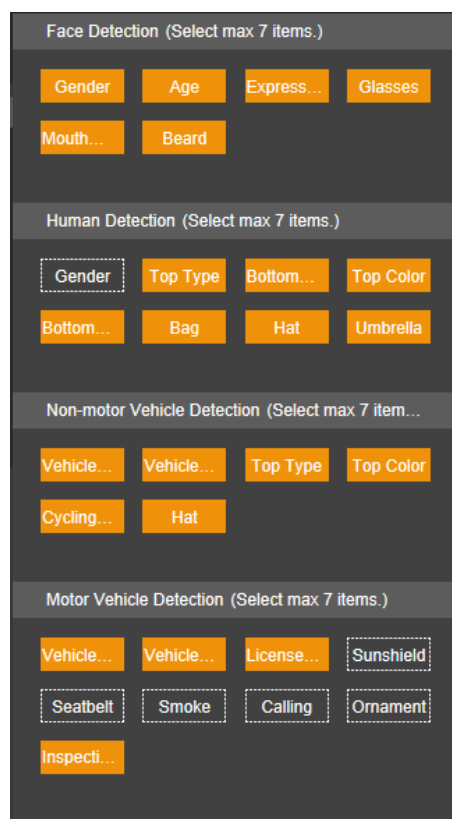 Face Detection (Select max 7 items.)
Gender Age Express... Glasses
Mouth... Beard
Human Detection (Select max 7 items.)
Gender Top Type Bottom... Top Color
Bottom... Bag Hat Umbrella
Non-motor Vehicle Detection (Select max 7 item...
Vehicle... Vehicle... Top Type Top Color
Cycling... Hat
Motor Vehicle Detection (Select max 7 items.)
Vehicle... Vehicle... License... Sunshield
Seatbelt Smoke Calling Ornament
Inspecti...